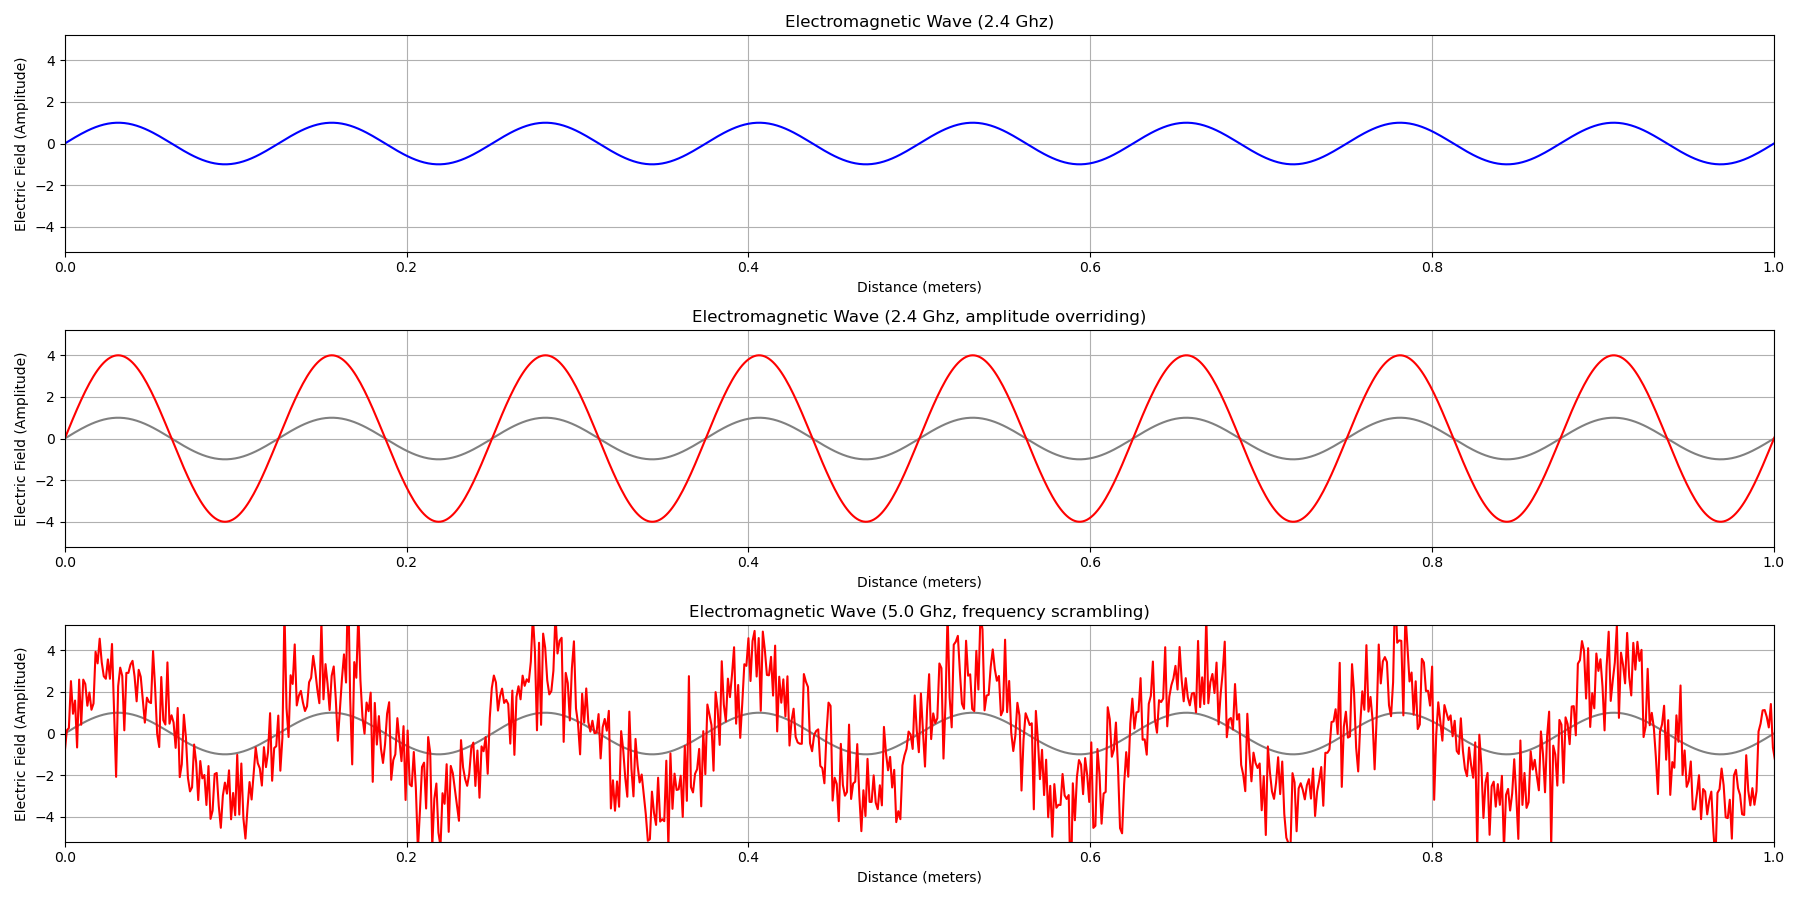 Electromagnetic Wave (2.4 Ghz)
Electric Field (Amplitude)
4
2
0
−2
−4
0.0 0.2 0.4 0.6 0.8 1.0
Distance (meters)
Electromagnetic Wave (2.4 Ghz, amplitude overriding)
Electric Field (Amplitude)
4
2
0
−2
−4
0.0 0.2 0.4 0.6 0.8 1.0
Distance (meters)
Electromagnetic Wave (5.0 Ghz, frequency scrambling)
Electric Field (Amplitude)
4
2
0
−2
−4
0.0 0.2 0.4 0.6 0.8 1.0
Distance (meters)